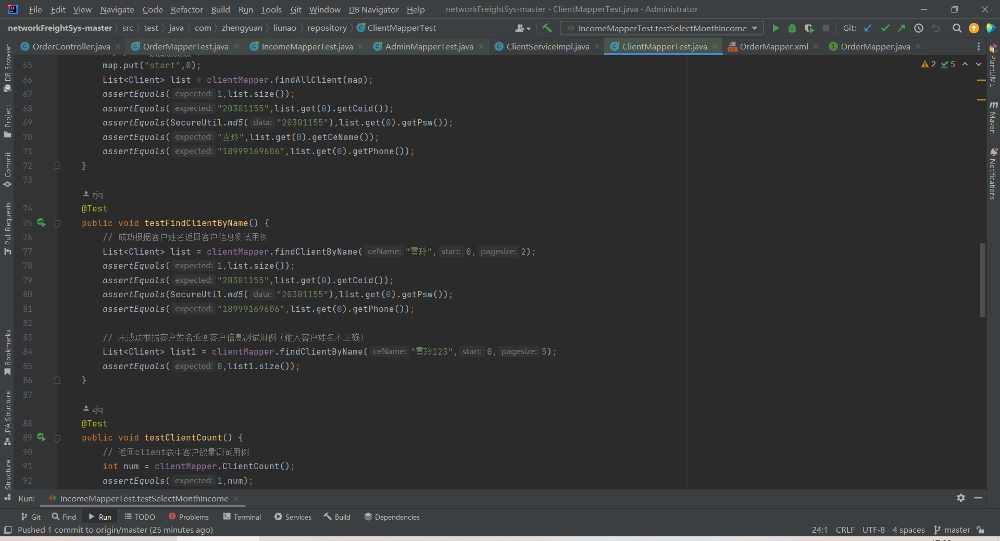 File Edit View Navigate Code Refactor Build Run Tools Git Window DB Navigator Help networkFreightSys-master - ClientMapperTest.java - Administrator
networkFreightSys-master src test java com zhengyuan liunao repository ClientMapperTest IncomeMapperTest.testSelectMonthIncome Git:
OrderController.java OrderMapperTest.java IncomeMapperTest.java AdminMapperTest.java ClientServiceImpl.java ClientMapperTest.java OrderMapper.xml OrderMapper.java
2 5
65 map.put("start",0);
66 List<Client> list = clientMapper.findAllClient(map);
67 assertEquals( expected: 1,list.size());
68 assertEquals( expected: "20301155",list.get(0).getCeid());
69 assertEquals(SecureUtil.md5( data: "20301155"),list.get(0).getPsw());
70 assertEquals( expected: "雪玲",list.get(0).getCeName());
71 assertEquals( expected: "18999169606",list.get(0).getPhone());
72 }
73
zjq
74 @Test
75 public void testFindClientByName() {
76 // 成功根据客户姓名返回客户信息测试用例
77 List<Client> list = clientMapper.findClientByName( ceName: "雪玲", start: 0, pagesize: 2);
78 assertEquals( expected: 1,list.size());
79 assertEquals( expected: "20301155",list.get(0).getCeid());
80 assertEquals(SecureUtil.md5( data: "20301155"),list.get(0).getPsw());
81 assertEquals( expected: "18999169606",list.get(0).getPhone());
82
83 // 未成功根据客户姓名返回客户信息测试用例（输入客户姓名不正确）
84 List<Client> list1 = clientMapper.findClientByName( ceName: "雪玲123", start: 0, pagesize: 5);
85 assertEquals( expected: 0,list1.size());
86 }
87
zjq
88 @Test
89 public void testClientCount() {
90 // 返回client表中客户数量测试用例
91 int num = clientMapper.ClientCount();
92 assertEquals( expected: 1,num);
DB Browser
Project
Commit
Pull Requests
Bookmarks
JPA Structure
Structure
PlantUML
m Maven
Notifications
Run: IncomeMapperTest.testSelectMonthIncome
Git Find Run TODO Problems Terminal Services Build Dependencies
Pushed 1 commit to origin/master (25 minutes ago) 24:1 CRLF UTF-8 4 spaces master